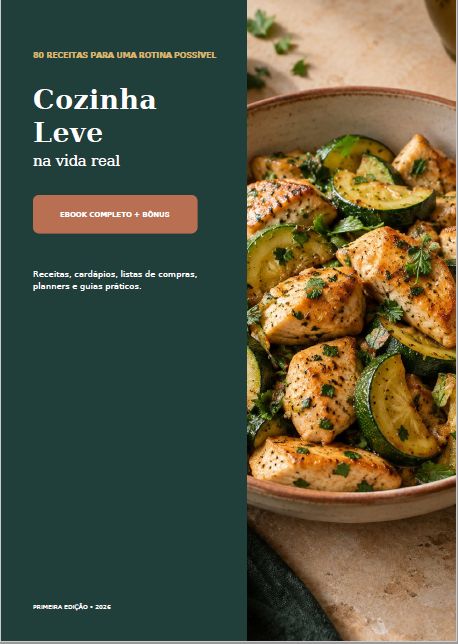 80 RECEITAS PARA UMA ROTINA POSSÍVEL
Cozinha
Leve
na vida real
EBOOK COMPLETO + BÔNUS
Receitas, cardápios, listas de compras,
planners e guias práticos.
PRIMEIRA EDIÇÃO • 2026